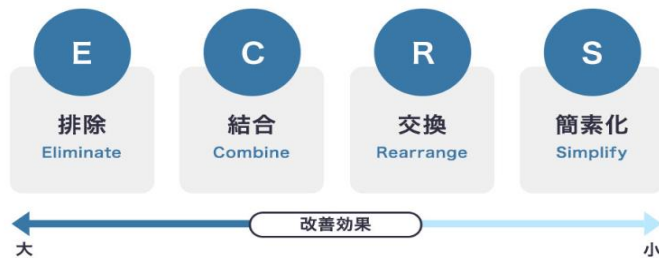 E
C
R
S
排除
結合
交換
簡素化
Eliminate
Combine
Rearrange
Simplify
改善効果
大
小